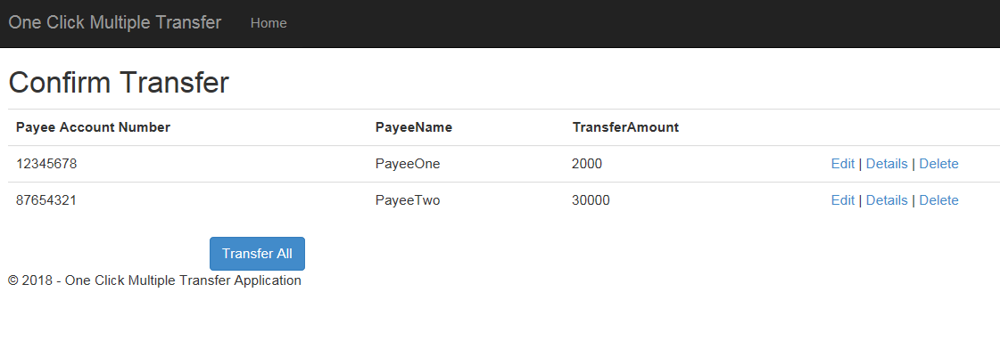 One Click Multiple Transfer Home
Confirm Transfer
Payee Account Number PayeeName TransferAmount
12345678 PayeeOne 2000 Edit | Details | Delete
87654321 PayeeTwo 30000 Edit | Details | Delete
Transfer All
© 2018 - One Click Multiple Transfer Application